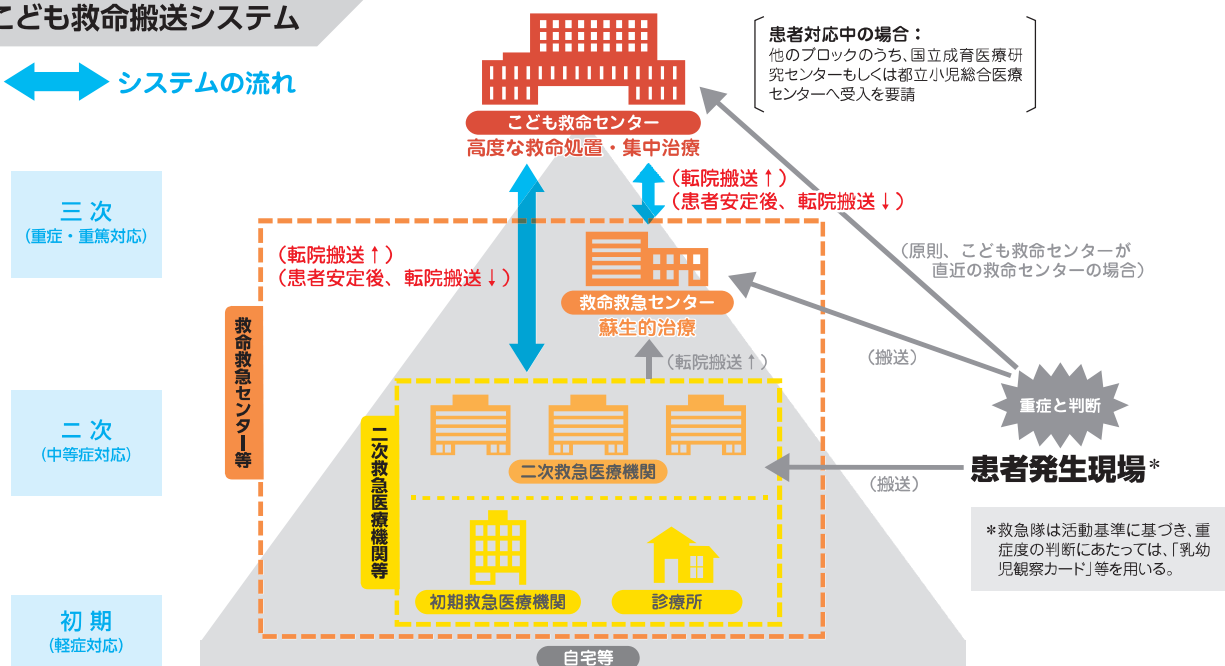 こども救命搬送システム
システムの流れ
患者対応中の場合：
他のブロックのうち、国立成育医療研
究センターもしくは都立小児総合医療
センターへ受入を要請
こども救命センター
高度な救命処置・集中治療
（転院搬送↑）
（患者安定後、転院搬送↓）
三次
（重症・重篤対応）
（転院搬送↑）
（患者安定後、転院搬送↓）
（原則、こども救命センターが
直近の救命センターの場合）
救命救急センター
蘇生的治療
救命救急センター等
（転院搬送↑）
（搬送）
重症と判断
二次
（中等症対応）
二次救急医療機関等
二次救急医療機関
患者発生現場*
（搬送）
*救急隊は活動基準に基づき、重
症度の判断にあたっては、「乳幼
児観察カード」等を用いる。
初期救急医療機関
診療所
初期
（軽症対応）
自宅等